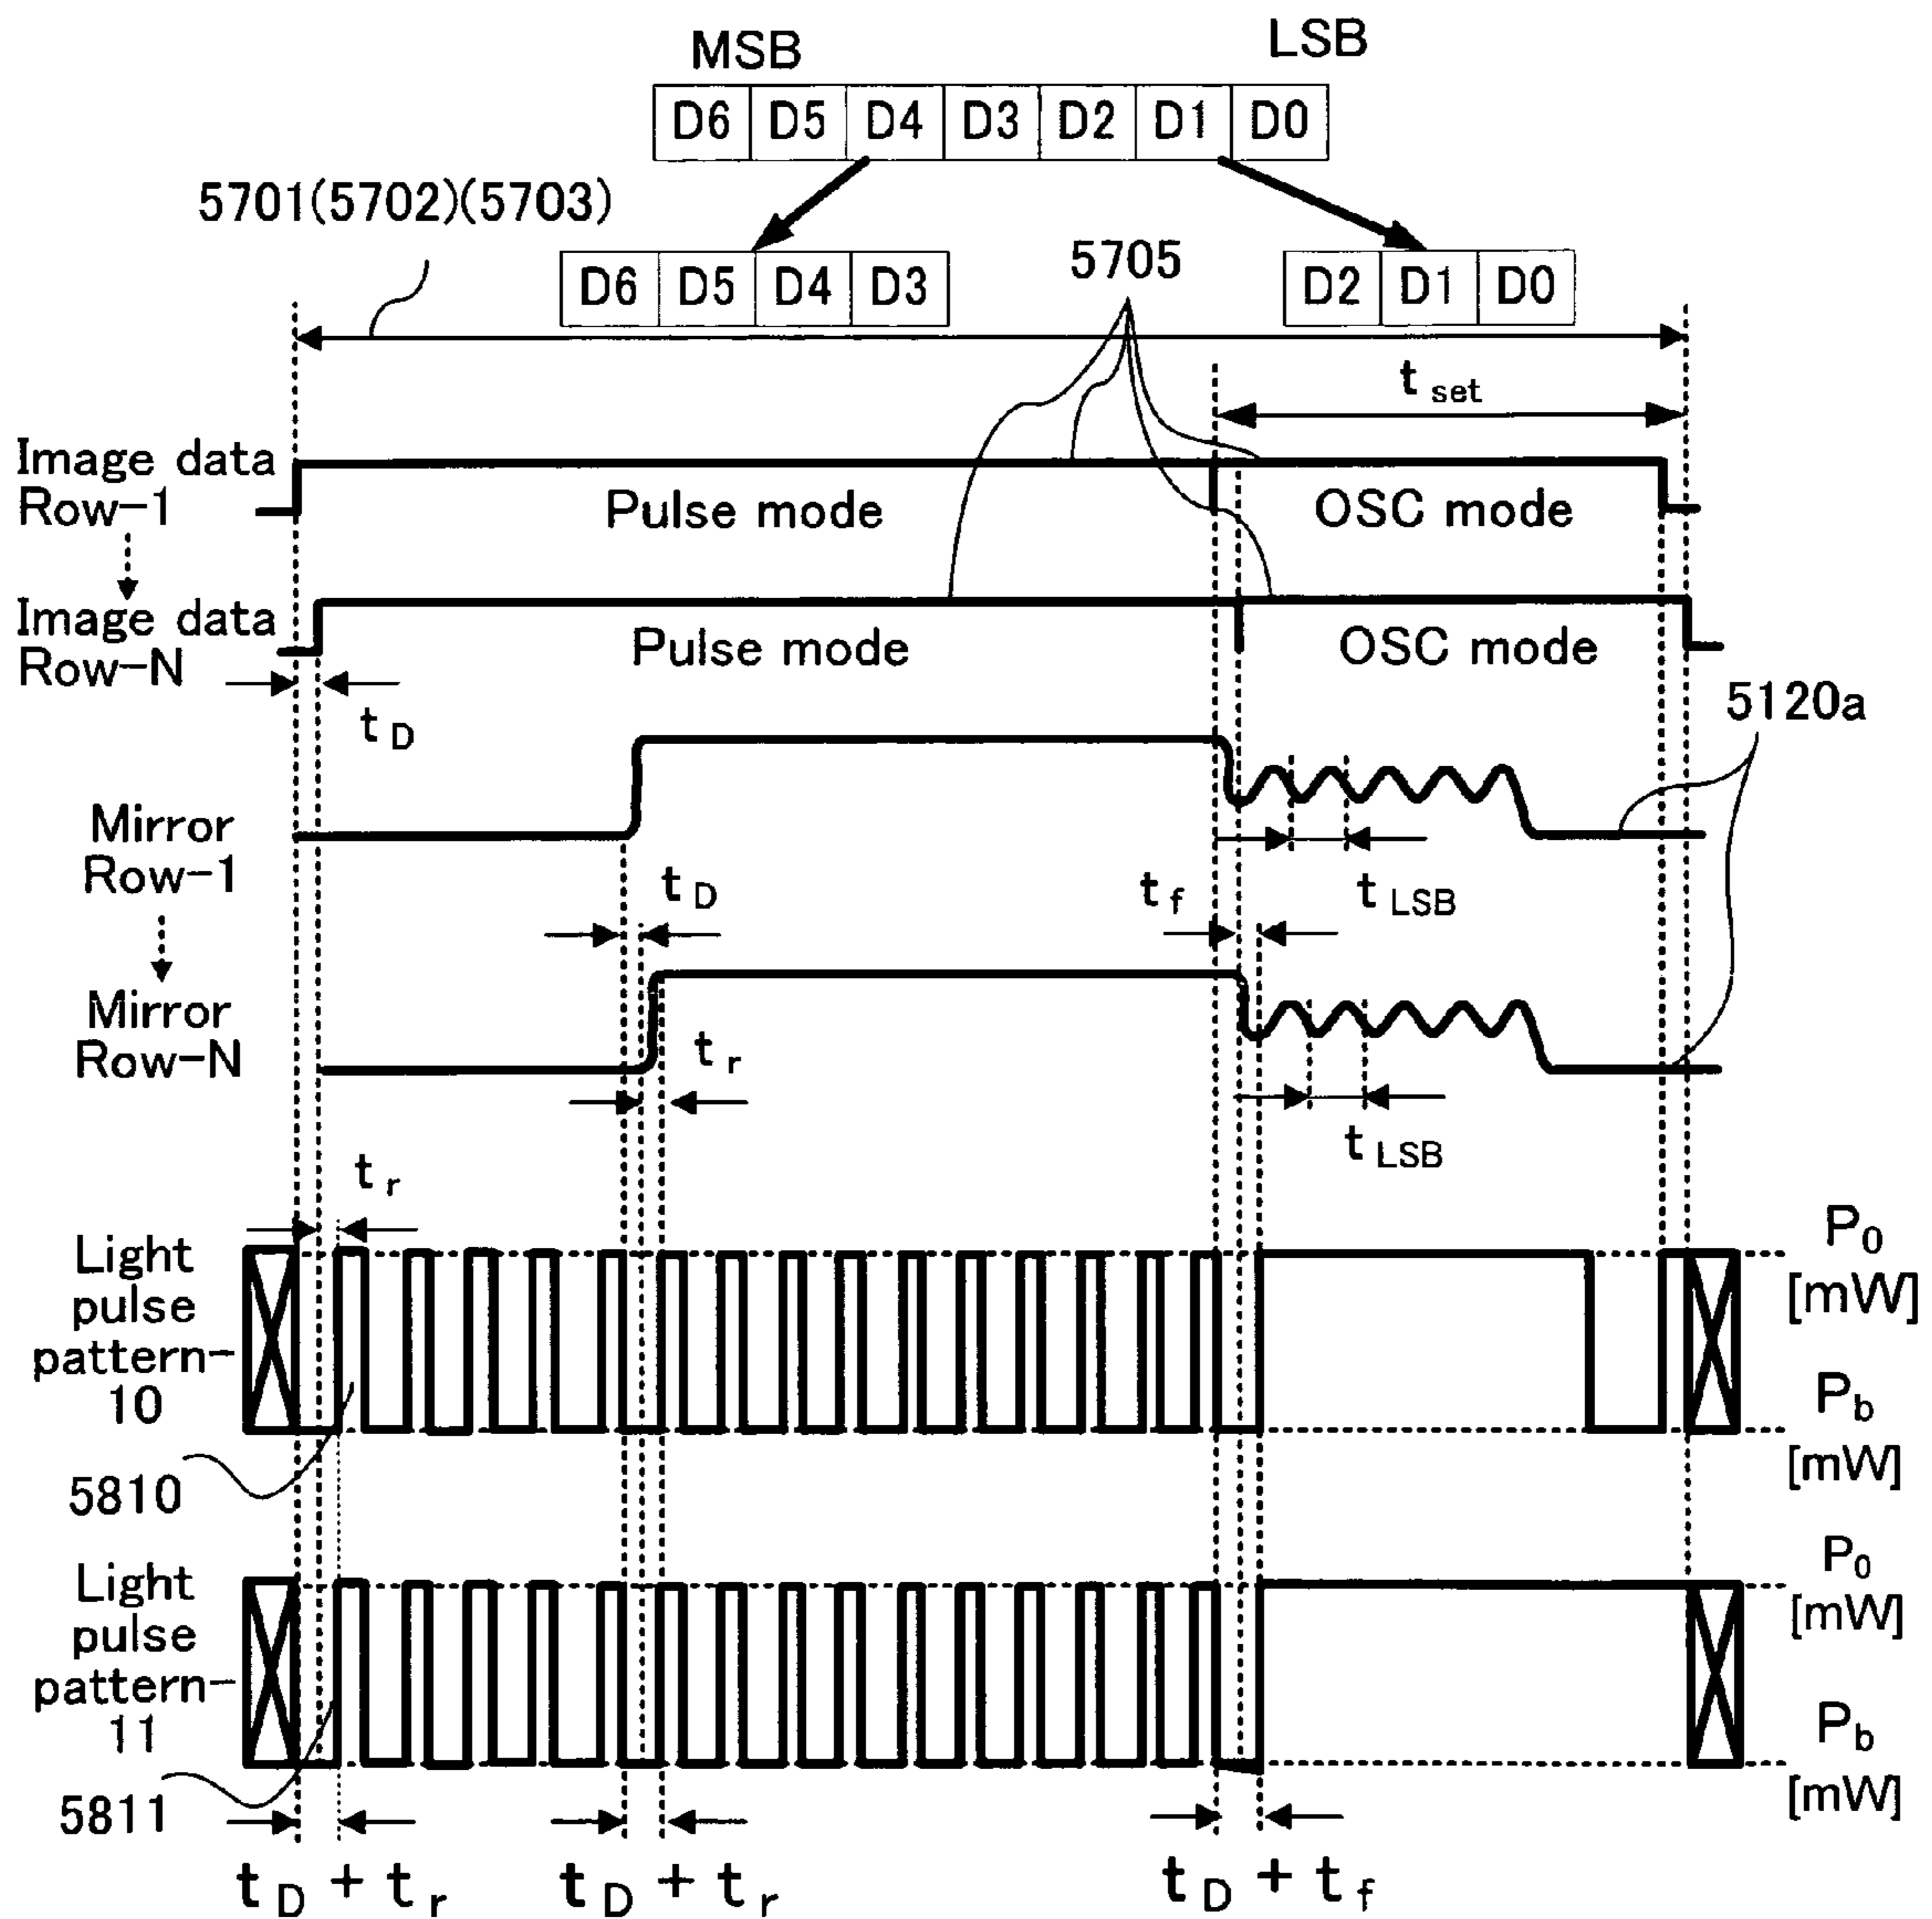 MSB
LSB
D6 D5 D4 D3 D2 D1 D0
5701(5702)(5703)
5705
D6 D5 D4 D3
D2 D1 D0
t set
Image data
Row-1
Pulse mode
OSC mode
Image data
Row-N
Pulse mode
OSC mode
t D
5120a
Mirror
Row-1
t D
t f
t LSB
Mirror
Row-N
t r
t LSB
t r
Light
pulse
pattern-
10
P0
[mW]
Pb
[mW]
5810
Light
pulse
pattern-
11
P0
[mW]
Pb
[mW]
5811
t D + t r
t D + t r
t D + t f